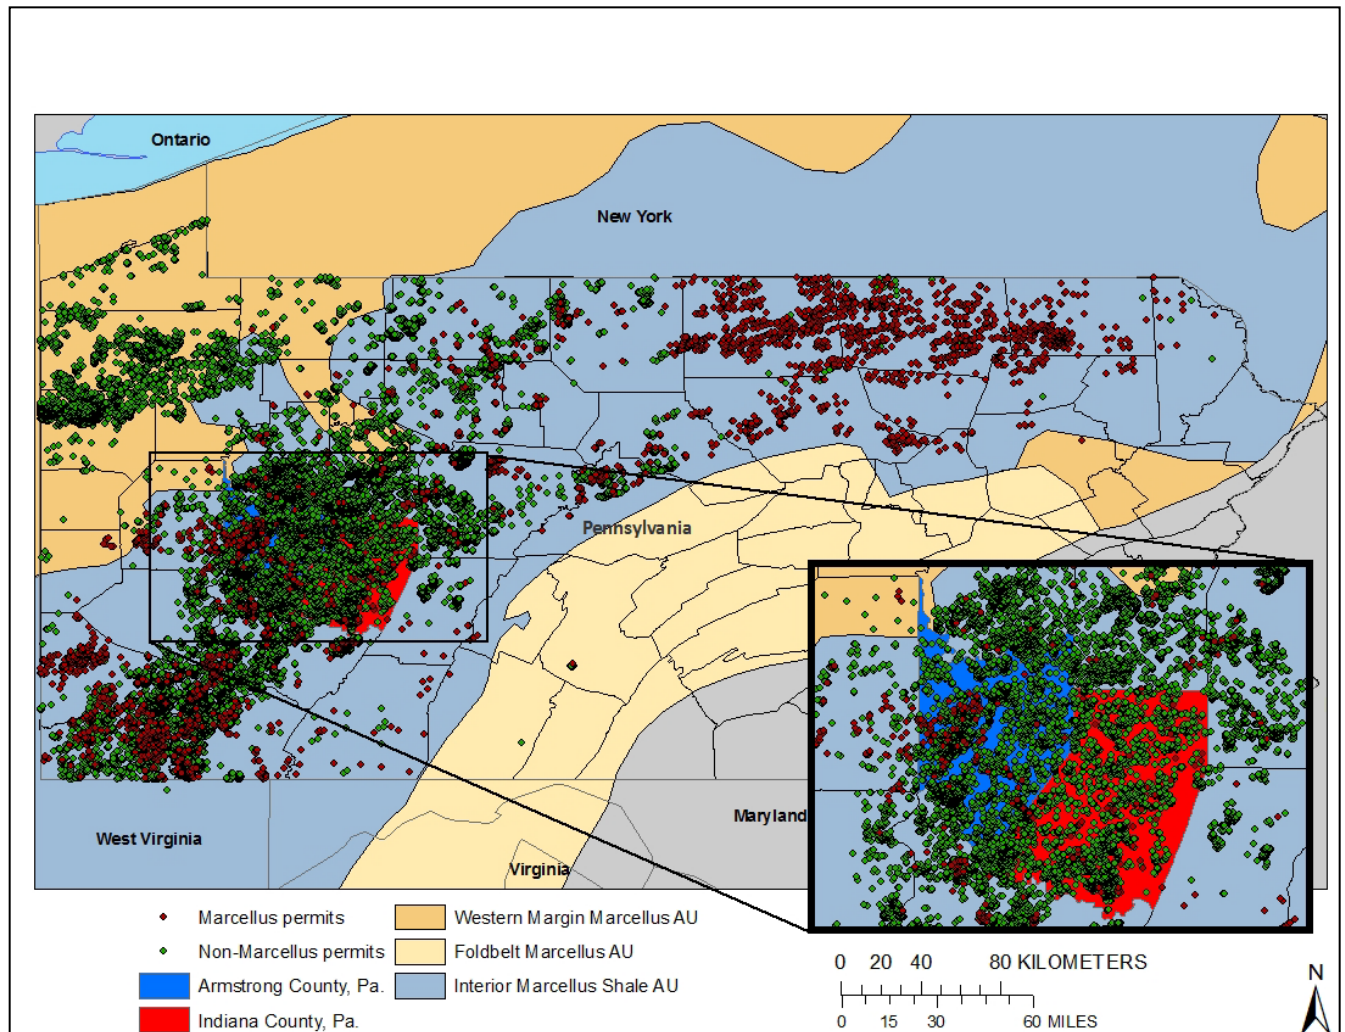 Ontario
New York
Pennsylvania
West Virginia
Maryland
Virginia
Marcellus permits
Non-Marcellus permits
Armstrong County, Pa.
Indiana County, Pa.
Western Margin Marcellus AU
Foldbelt Marcellus AU
Interior Marcellus Shale AU
0 20 40 80 KILOMETERS
0 15 30 60 MILES
N